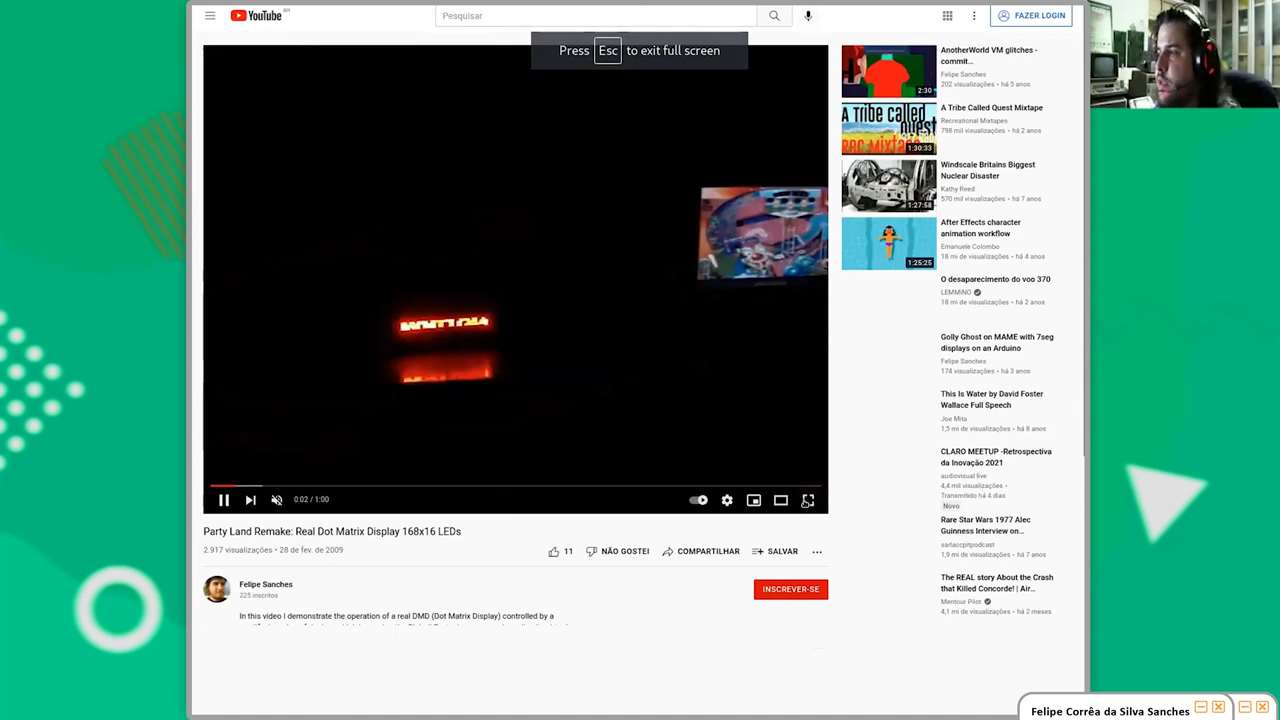 YouTube BR
Pesquisar
FAZER LOGIN
Press Esc to exit full screen
0:02 / 1:00
Party Land Remake: Real Dot Matrix Display 168x16 LEDs
2.917 visualizações • 28 de fev. de 2009
11
NÃO GOSTEI
COMPARTILHAR
SALVAR
Felipe Sanches
225 inscritos
INSCREVER-SE
In this video I demonstrate the operation of a real DMD (Dot Matrix Display) controlled by a
2:30
AnotherWorld VM glitches -
commit...
Felipe Sanches
202 visualizações • há 5 anos
A TRIBE called
Quest
REC MIXTAPE
1:30:33
A Tribe Called Quest Mixtape
Recreational Mixtapes
798 mil visualizações • há 2 anos
1:27:58
Windscale Britains Biggest
Nuclear Disaster
Kathy Reed
570 mil visualizações • há 7 anos
1:25:25
After Effects character
animation workflow
Emanuele Colombo
18 mi de visualizações • há 4 anos
O desaparecimento do voo 370
LEMMiNO
18 mi de visualizações • há 2 anos
Golly Ghost on MAME with 7seg
displays on an Arduino
Felipe Sanches
174 visualizações • há 3 anos
This Is Water by David Foster
Wallace Full Speech
Joe Mita
1,5 mi de visualizações • há 8 anos
CLARO MEETUP -Retrospectiva
da Inovação 2021
audiovisual live
4,4 mil visualizações •
Transmitido há 4 dias
Novo
Rare Star Wars 1977 Alec
Guinness Interview on...
sarlaccpitpodcast
1,9 mi de visualizações • há 7 anos
The REAL story About the Crash
that Killed Concorde! | Air...
Mentour Pilot
4,1 mi de visualizações • há 2 meses
Felipe Corrêa da Silva Sanches